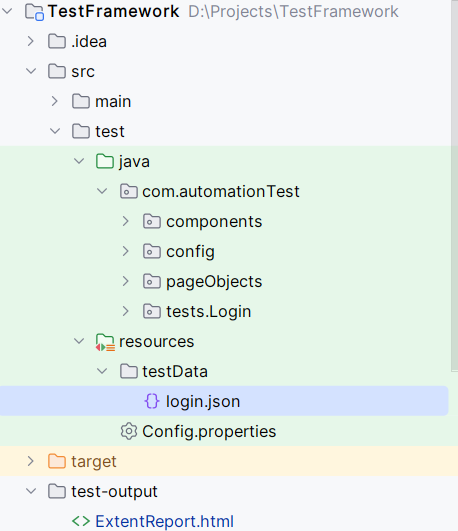 TestFramework D:\Projects\TestFramework
.idea
src
main
test
java
com.automationTest
components
config
pageObjects
tests.Login
resources
testData
login.json
Config.properties
target
test-output
ExtentReport.html